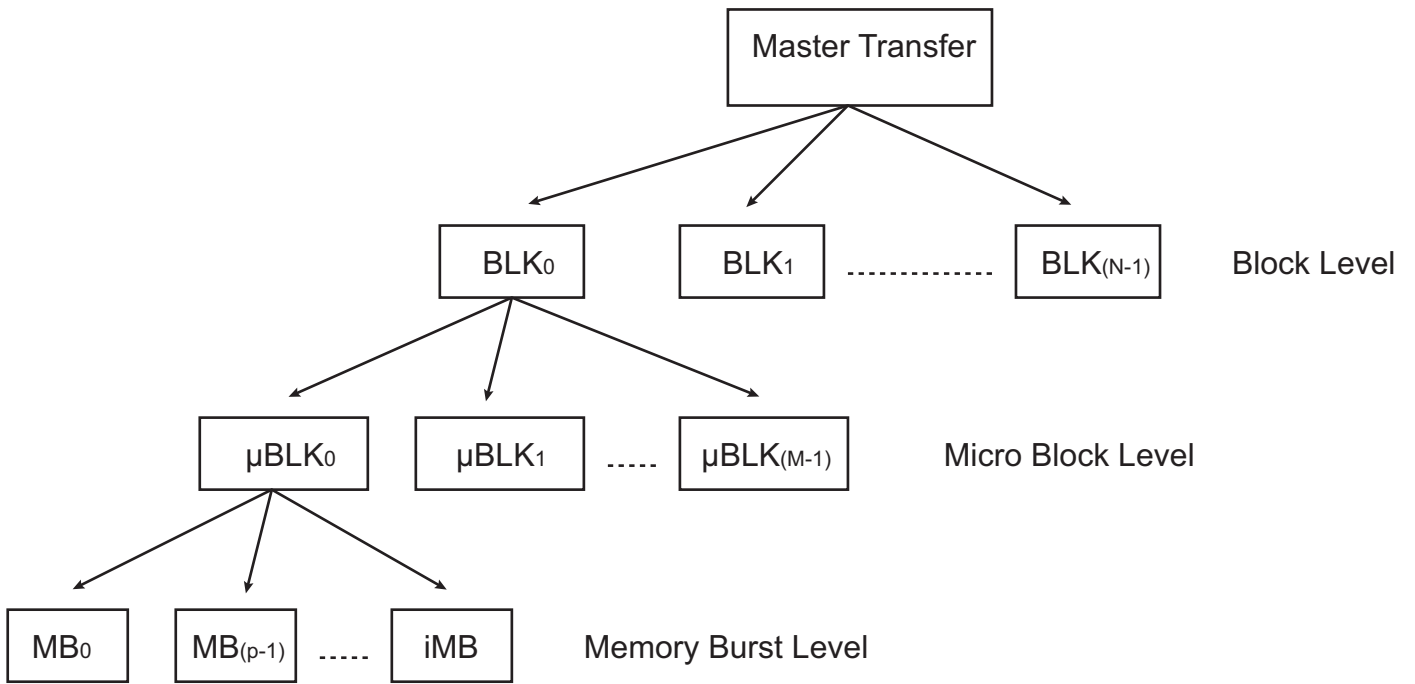 Master Transfer
BLK0 BLK1 BLK(N-1) Block Level
µBLK0 µBLK1 µBLK(M-1) Micro Block Level
MB0 MB(p-1) iMB Memory Burst Level